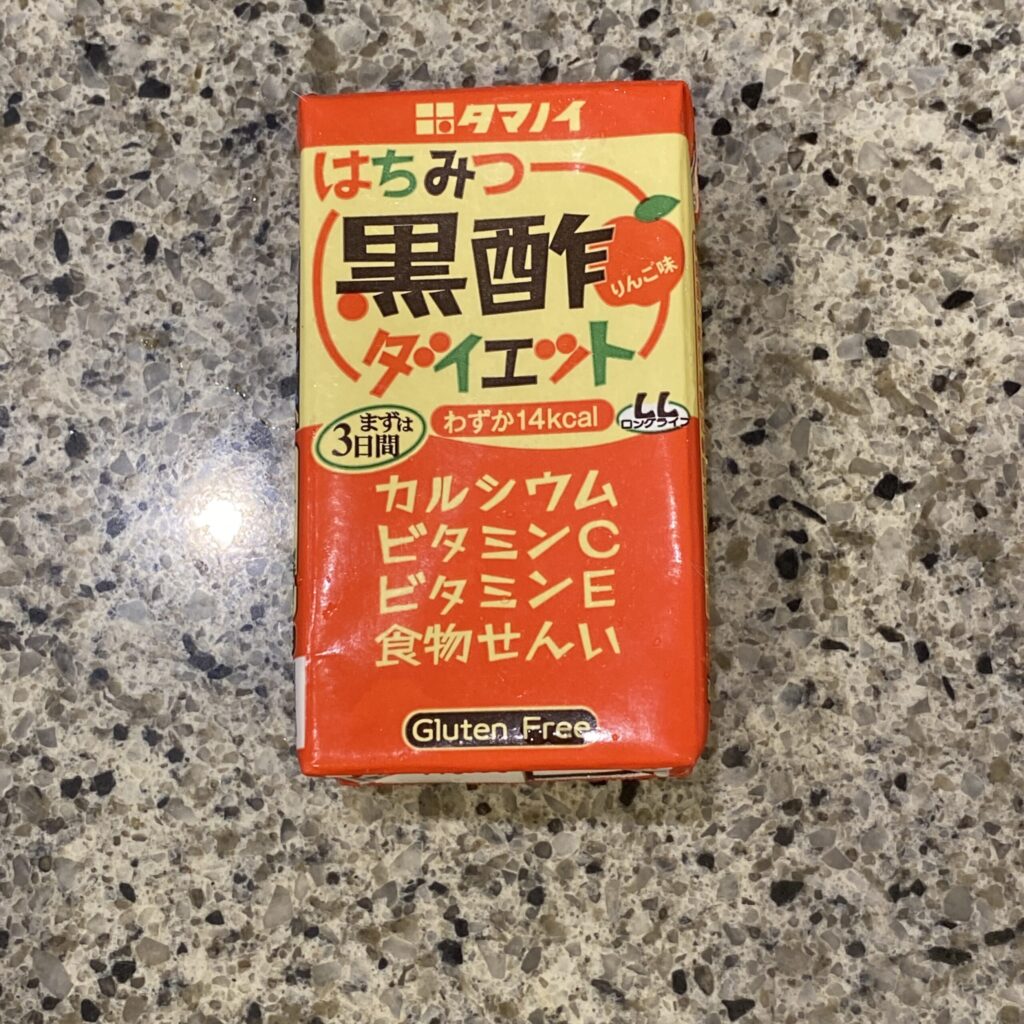 タマノイ
はちみつ
黒酢
りんご味
ダイエット
まずは
3日間
わずか14kcal
LL
ロングライフ
カルシウム
ビタミンC
ビタミンE
食物せんい
Gluten Free